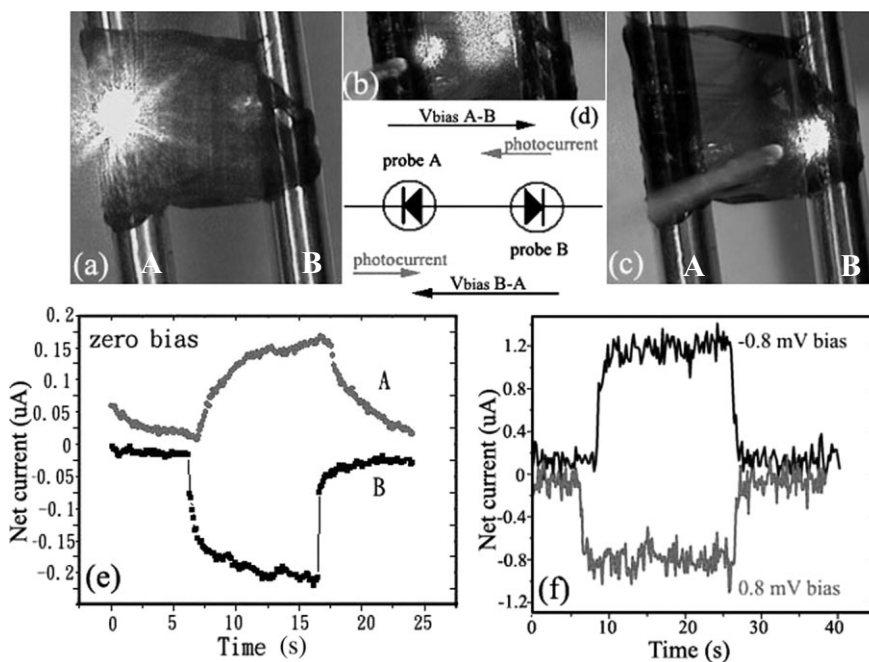 (a)
A
B
(b)
(d)
Vbias A-B
photocurrent
probe A
probe B
photocurrent
Vbias B-A
(c)
A
B
zero bias
A
B
(e)
Net current (uA)
0.2
0.15
0.1
0.05
0
-0.05
-0.1
-0.15
-0.2
0 5 10 15 20 25
Time (s)
-0.8 mV bias
(f)
0.8 mV bias
Net current (uA)
1.2
0.8
0.4
0
-0.4
-0.8
-1.2
0 10 20 30 40
Time (s)